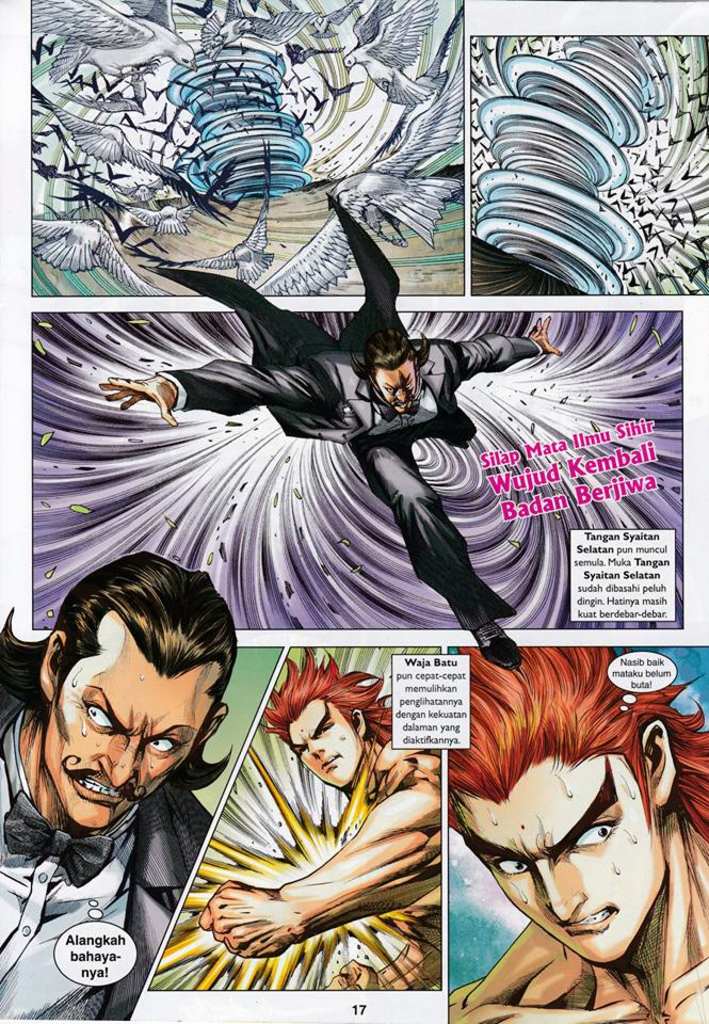 Silap Mata Ilmu Sihir
Wujud Kembali
Badan Berjiwa
Tangan Syaitan
Selatan pun muncul
semula. Muka Tangan
Syaitan Selatan
sudah dibasahi peluh
dingin. Hatinya masih
kuat berdebar-debar.
Alangkah
bahaya-
nya!
Waja Batu
pun cepat-cepat
memulihkan
penglihatannya
dengan kekuatan
dalaman yang
diaktifkannya.
Nasib baik
mataku belum
buta!
17